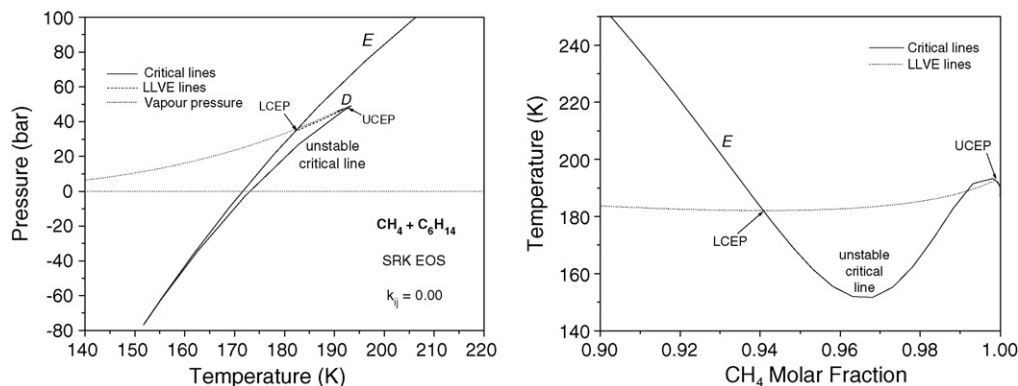 100
80
60
40
20
0
-20
-40
-60
-80
Pressure (bar)
E
Critical lines
LLVE lines
Vapour pressure
D
LCEP
UCEP
unstable
critical line
CH4 + C6H14
SRK EOS
kij = 0.00
140 150 160 170 180 190 200 210 220
Temperature (K)
240
220
200
180
160
140
Temperature (K)
Critical lines
LLVE lines
E
UCEP
LCEP
unstable
critical
line
0.90 0.92 0.94 0.96 0.98 1.00
CH4 Molar Fraction